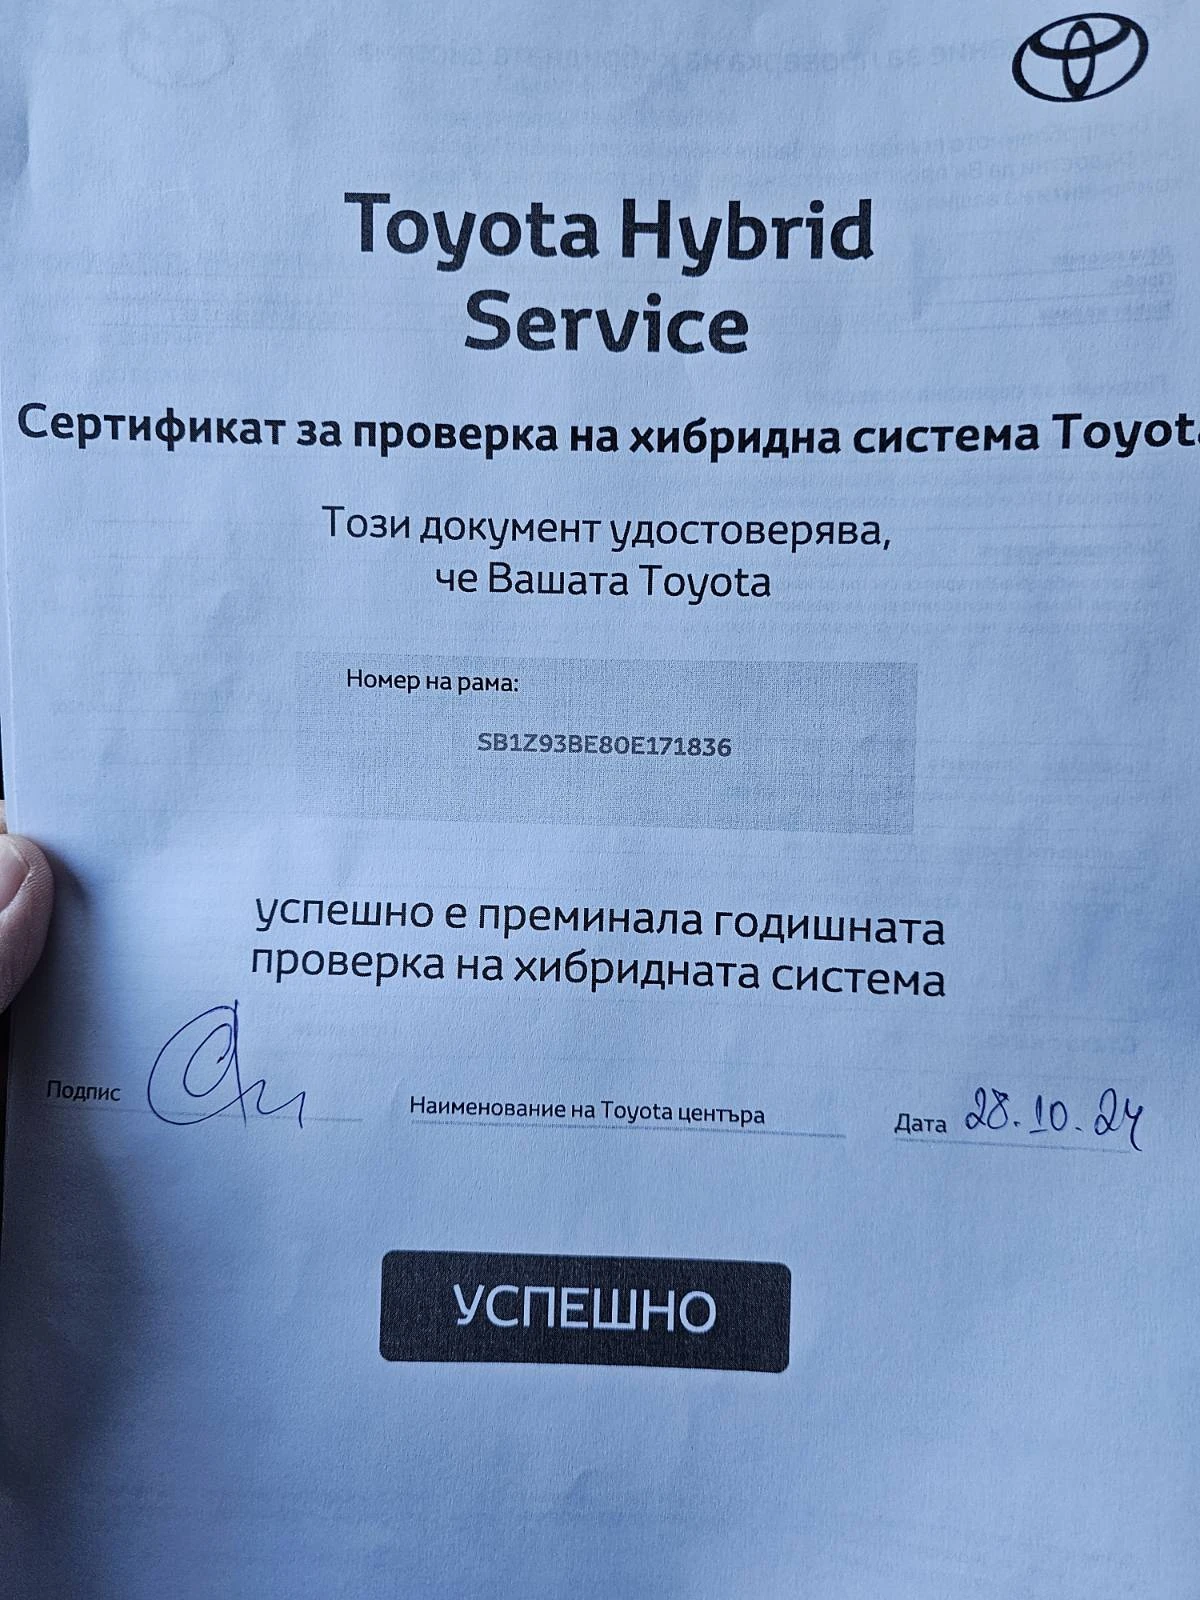 Toyota Hybrid
Service
Сертификат за проверка на хибридна система Toyota
Този документ удостоверява,
че Вашата Toyota
Номер на рама:
SB1Z93BE80E171836
успешно е преминала годишната
проверка на хибридната система
Подпис
Наименование на Toyota центъра
Дата 28.10.24
УСПЕШНО